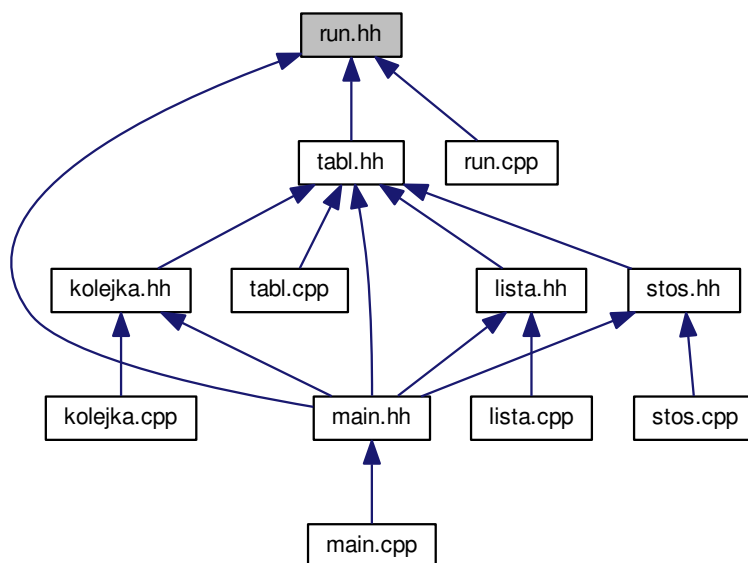 run.hh
tabl.hh
run.cpp
kolejka.hh
tabl.cpp
lista.hh
stos.hh
kolejka.cpp
main.hh
lista.cpp
stos.cpp
main.cpp